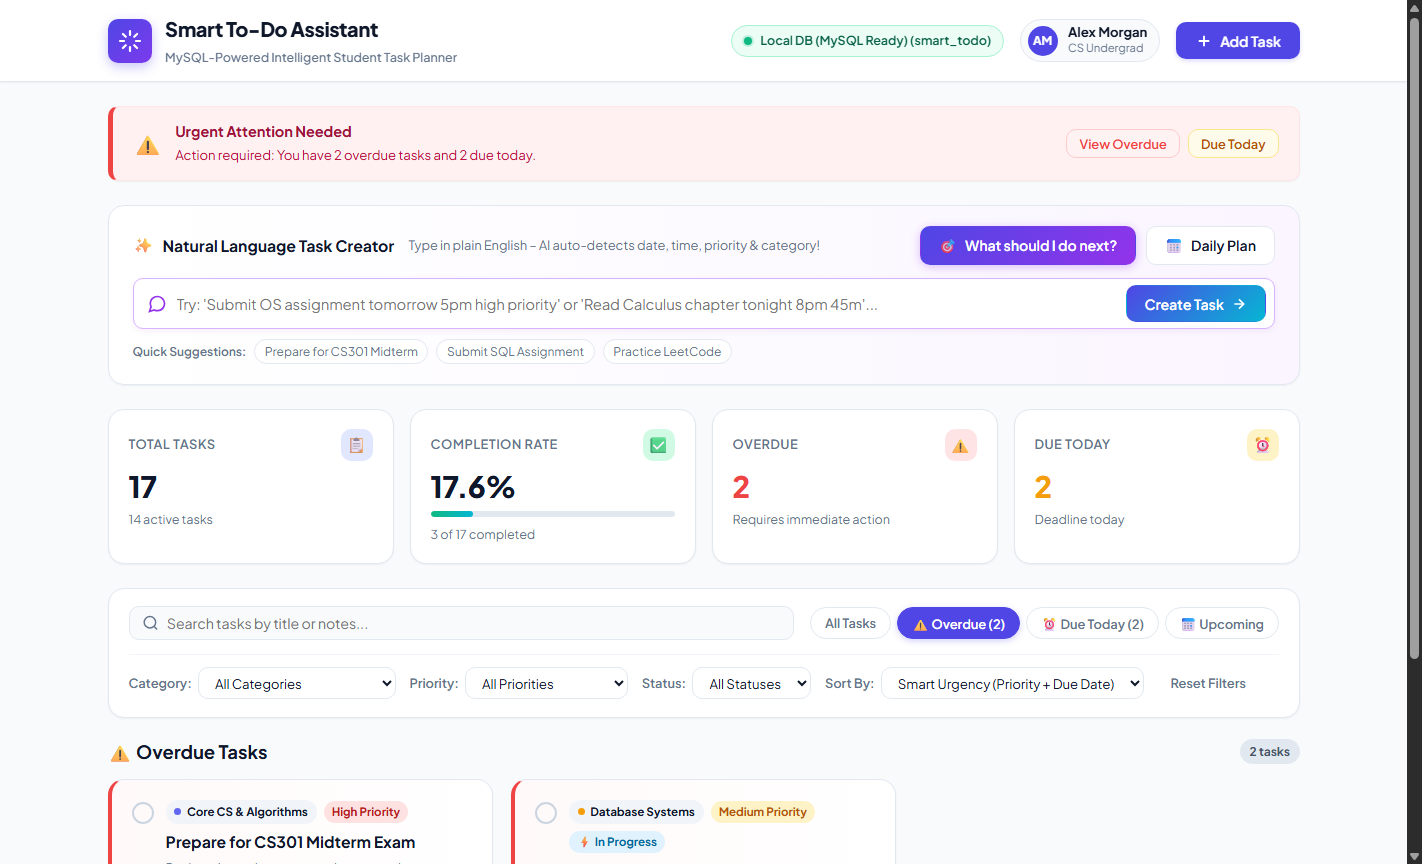 Smart To-Do Assistant
MySQL-Powered Intelligent Student Task Planner
Local DB (MySQL Ready) (smart_todo)
AM
Alex Morgan
CS Undergrad
+ Add Task
Urgent Attention Needed
Action required: You have 2 overdue tasks and 2 due today.
View Overdue
Due Today
Natural Language Task Creator
Type in plain English – AI auto-detects date, time, priority & category!
What should I do next?
Daily Plan
Try: 'Submit OS assignment tomorrow 5pm high priority' or 'Read Calculus chapter tonight 8pm 45m'...
Create Task →
Quick Suggestions:
Prepare for CS301 Midterm
Submit SQL Assignment
Practice LeetCode
TOTAL TASKS
17
14 active tasks
COMPLETION RATE
17.6%
3 of 17 completed
OVERDUE
2
Requires immediate action
DUE TODAY
2
Deadline today
Search tasks by title or notes...
All Tasks
Overdue (2)
Due Today (2)
Upcoming
Category:
All Categories
Priority:
All Priorities
Status:
All Statuses
Sort By:
Smart Urgency (Priority + Due Date)
Reset Filters
Overdue Tasks
2 tasks
Core CS & Algorithms
High Priority
Prepare for CS301 Midterm Exam
Database Systems
Medium Priority
In Progress